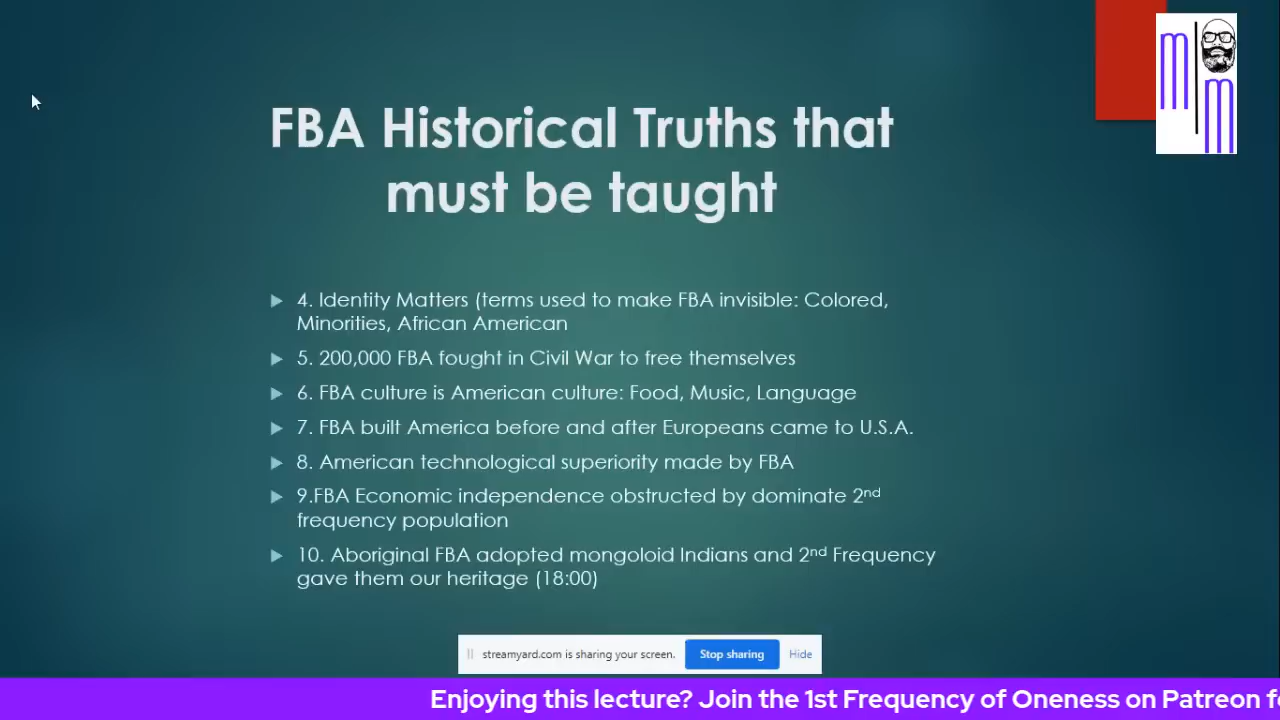 m
m
FBA Historical Truths that
must be taught
4. Identity Matters (terms used to make FBA invisible: Colored,
Minorities, African American
5. 200,000 FBA fought in Civil War to free themselves
6. FBA culture is American culture: Food, Music, Language
7. FBA built America before and after Europeans came to U.S.A.
8. American technological superiority made by FBA
9.FBA Economic independence obstructed by dominate 2nd
frequency population
10. Aboriginal FBA adopted mongoloid Indians and 2nd Frequency
gave them our heritage (18:00)
streamyard.com is sharing your screen. Stop sharing Hide
Enjoying this lecture? Join the 1st Frequency of Oneness on Patreon f